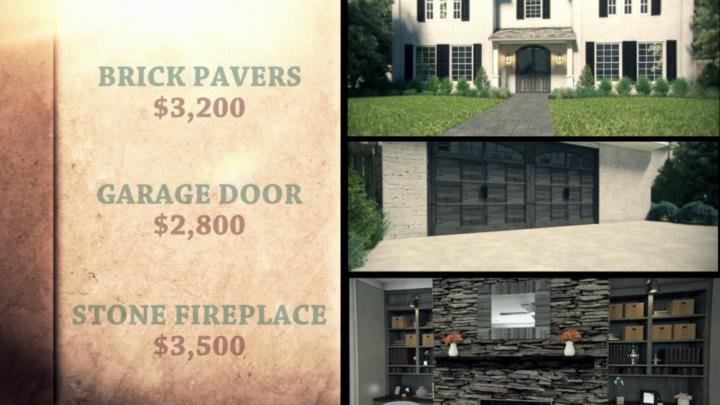 BRICK PAVERS
$3,200
GARAGE DOOR
$2,800
STONE FIREPLACE
$3,500